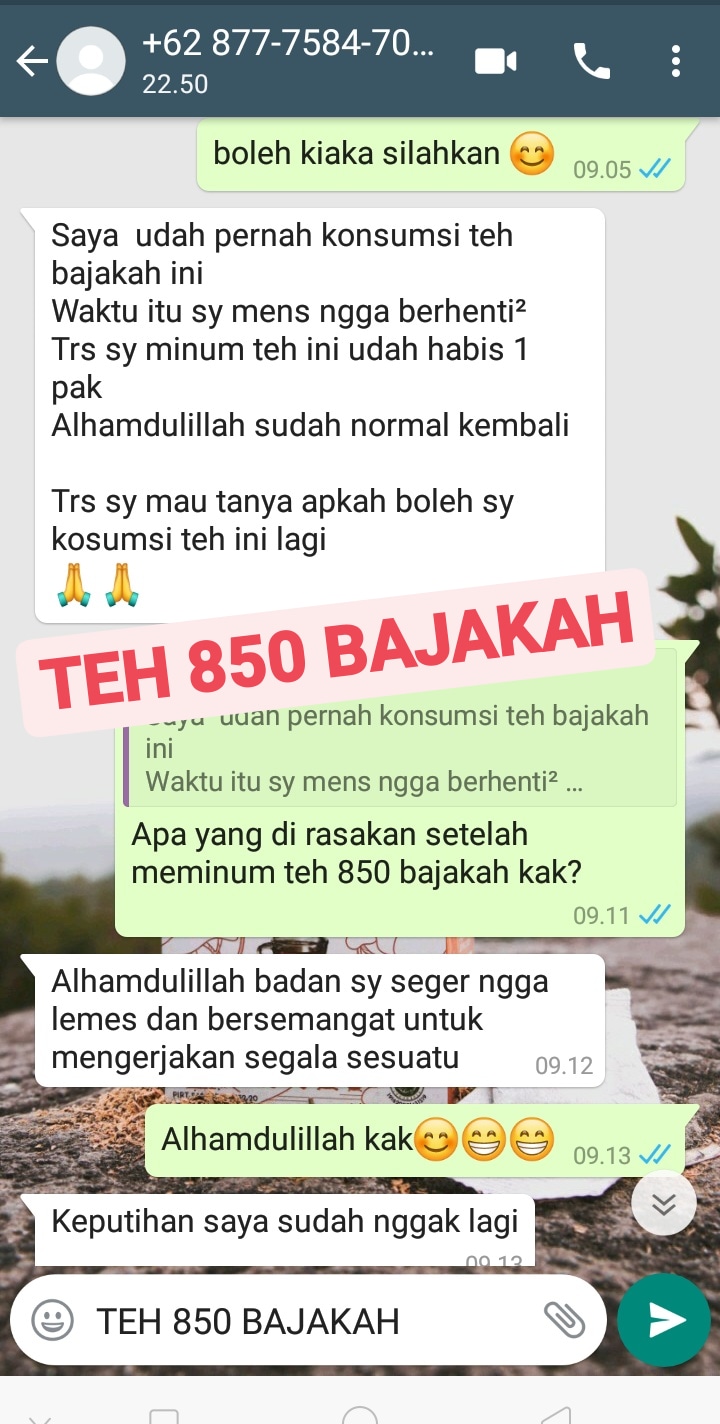 +62 877-7584-70...
22.50
boleh kiaka silahkan 😊 09.05
Saya udah pernah konsumsi teh
bajakah ini
Waktu itu sy mens ngga berhenti²
Trs sy minum teh ini udah habis 1
pak
Alhamdulillah sudah normal kembali
Trs sy mau tanya apkah boleh sy
kosumsi teh ini lagi
🙏🙏
TEH 850 BAJAKAH
Saya udah pernah konsumsi teh bajakah
ini
Waktu itu sy mens ngga berhenti² ...
Apa yang di rasakan setelah
meminum teh 850 bajakah kak?
09.11
Alhamdulillah badan sy seger ngga
lemes dan bersemangat untuk
mengerjakan segala sesuatu 09.12
Alhamdulillah kak😊😁😁 09.13
Keputihan saya sudah nggak lagi
09.13
TEH 850 BAJAKAH